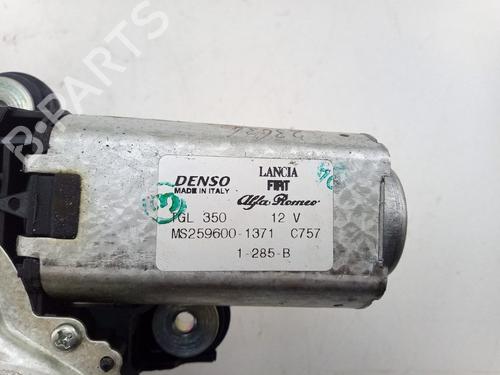 B-PARTS
DENSO
MADE IN ITALY
LANCIA
FIAT
Alfa Romeo
TGL 350 12 V
MS259600-1371 C757
1-285-B